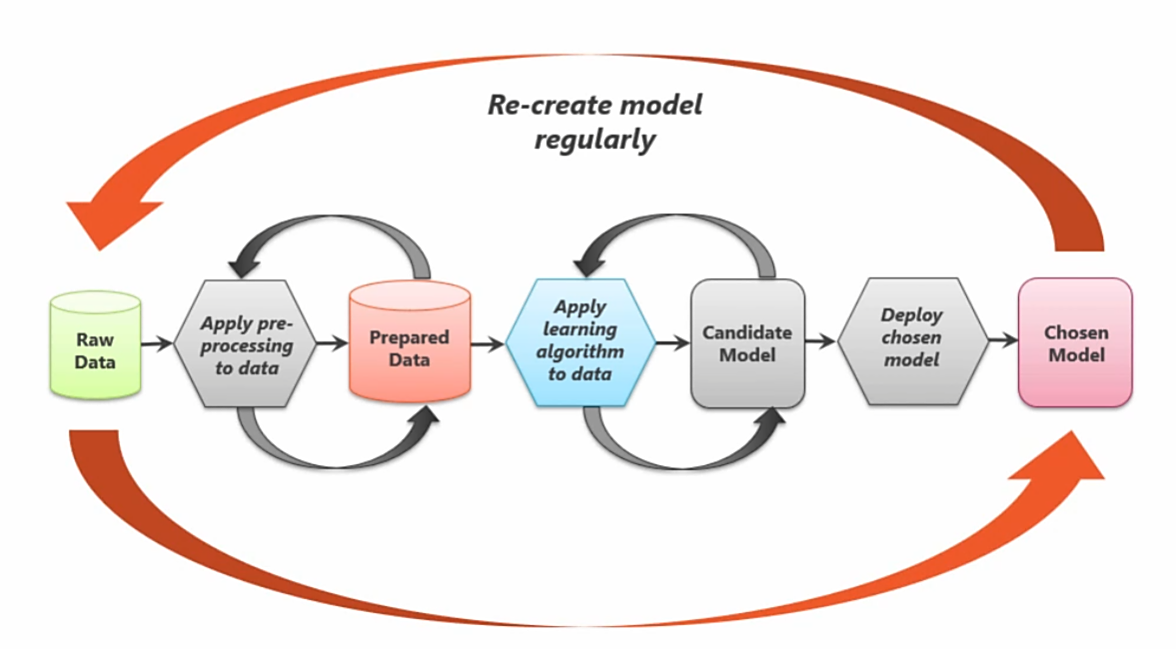 Re-create model
regularly
Raw
Data
Apply pre-
processing
to data
Prepared
Data
Apply
learning
algorithm
to data
Candidate
Model
Deploy
chosen
model
Chosen
Model